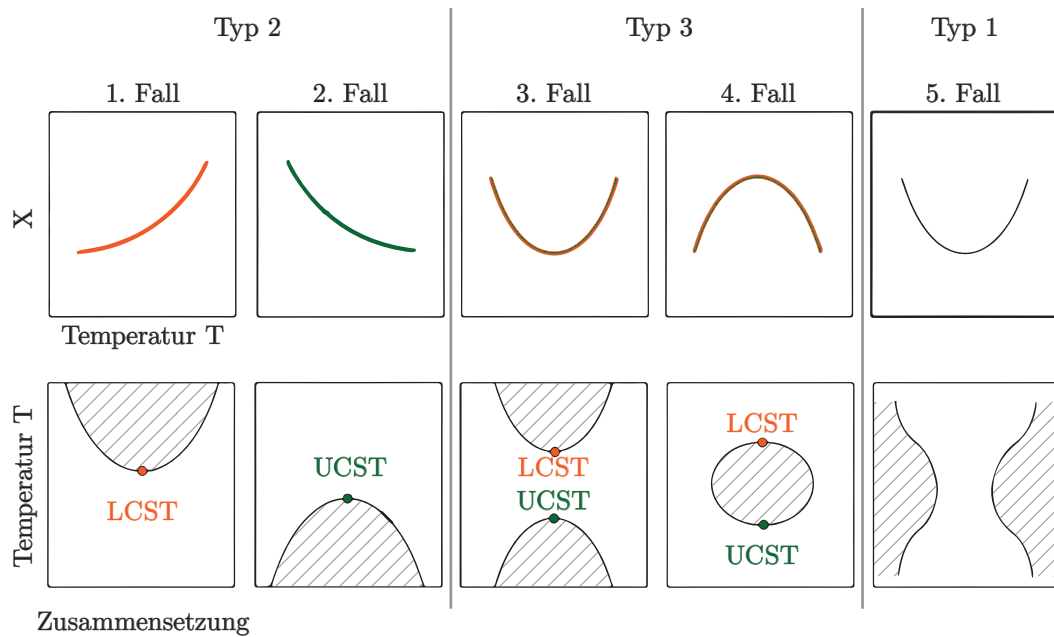 Typ 2
Typ 3
Typ 1
1. Fall
2. Fall
3. Fall
4. Fall
5. Fall
X
Temperatur T
Temperatur T
LCST
UCST
LCST
UCST
LCST
UCST
Zusammensetzung